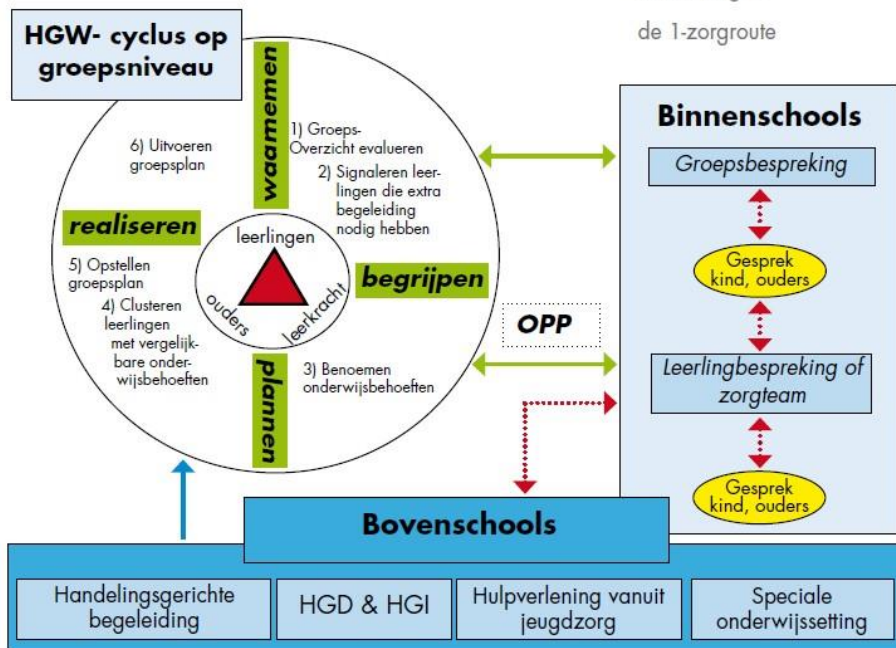 HGW- cyclus op
groepsniveau
de 1-zorgroute
waarnemen
1) Groeps-
Overzicht evalueren
2) Signaleren leer-
lingen die extra
begeleiding
nodig hebben
begrijpen
3) Benoemen
onderwijsbehoeften
plannen
4) Clusteren
leerlingen
met vergelijk-
bare onder-
wijsbehoeften
5) Opstellen
groepsplan
realiseren
6) Uitvoeren
groepsplan
leerlingen
ouders
leerkracht
OPP
Binnenschools
Groepsbespreking
Gesprek
kind, ouders
Leerlingbespreking of
zorgteam
Gesprek
kind, ouders
Bovenschools
Handelingsgerichte
begeleiding
HGD & HGI
Hulpverlening vanuit
jeugdzorg
Speciale
onderwijssetting